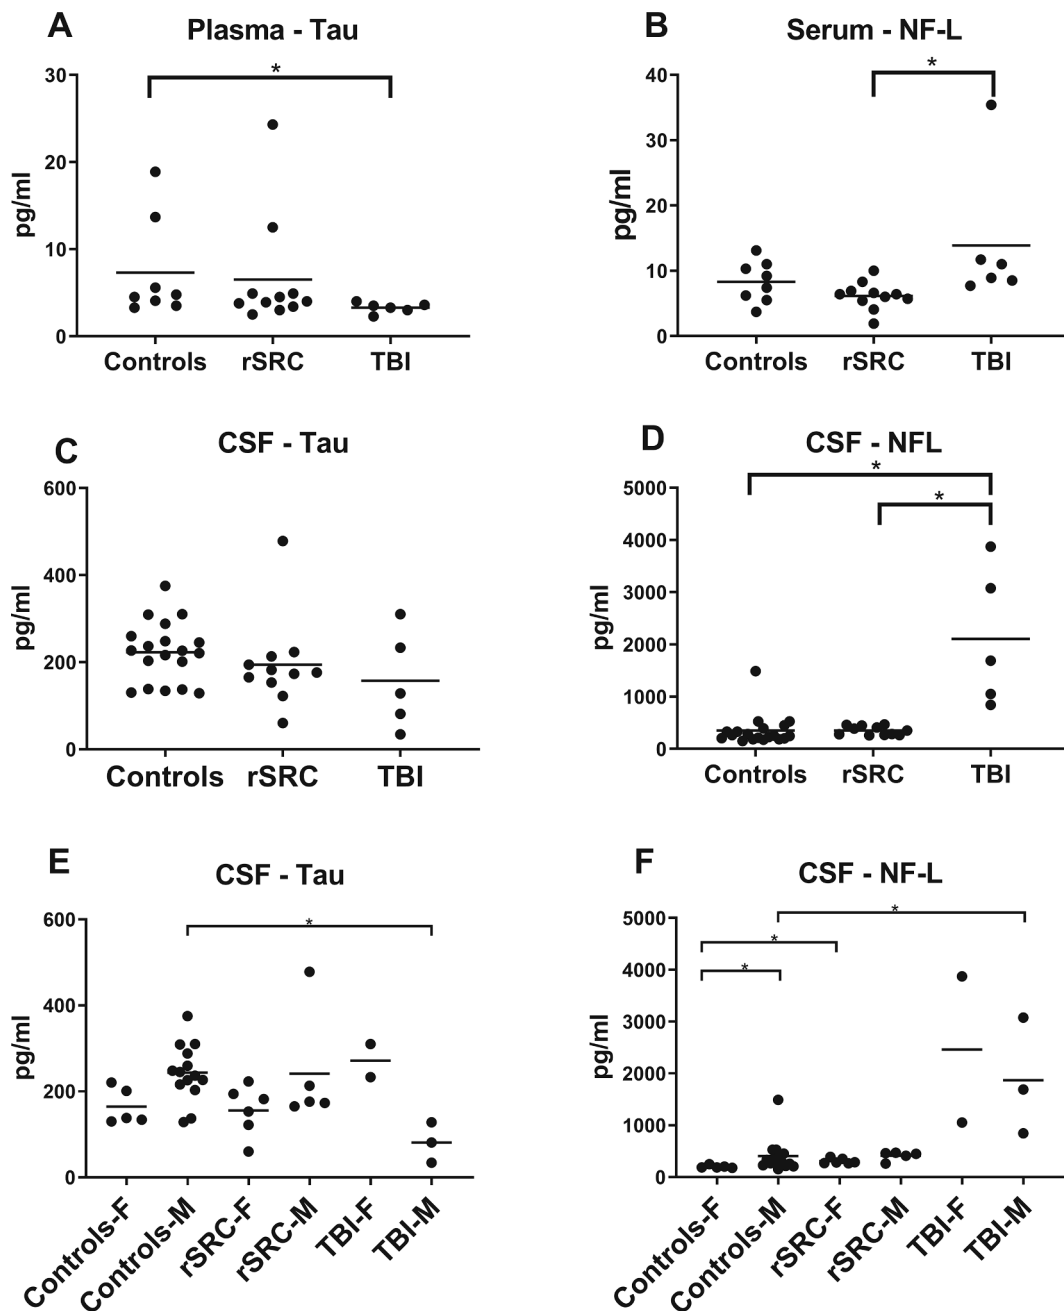 A
Plasma - Tau
*
pg/ml
30
20
10
0
Controls
rSRC
TBI
B
Serum - NF-L
*
pg/ml
40
30
20
10
0
Controls
rSRC
TBI
C
CSF - Tau
pg/ml
600
400
200
0
Controls
rSRC
TBI
D
CSF - NFL
*
*
pg/ml
5000
4000
3000
2000
1000
0
Controls
rSRC
TBI
E
CSF - Tau
*
pg/ml
600
400
200
0
Controls-F
Controls-M
rSRC-F
rSRC-M
TBI-F
TBI-M
F
CSF - NF-L
*
*
*
pg/ml
5000
4000
3000
2000
1000
0
Controls-F
Controls-M
rSRC-F
rSRC-M
TBI-F
TBI-M